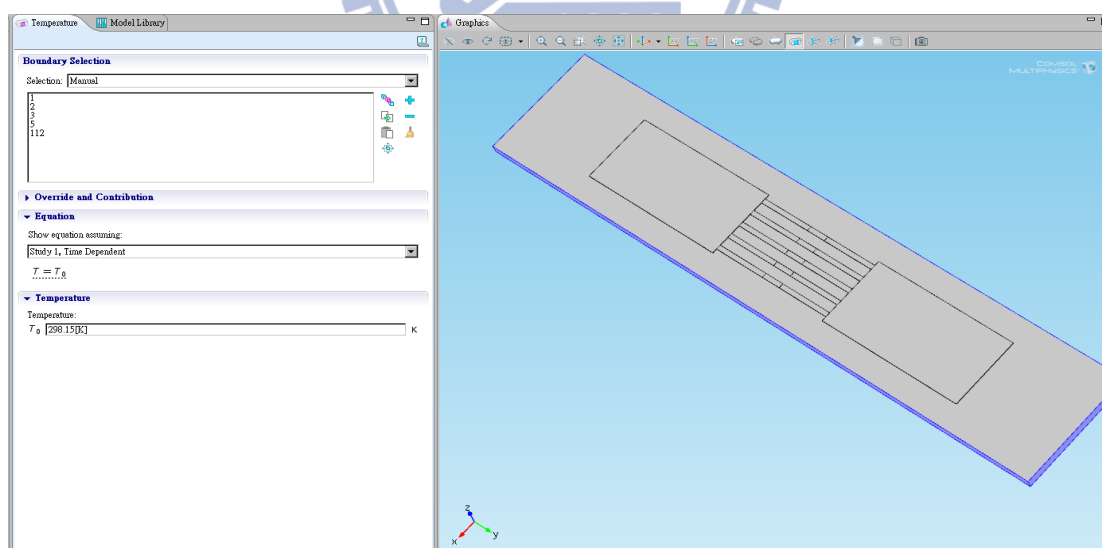 Temperature
Model Library
Boundary Selection
Selection: Manual
1
2
3
5
112
Override and Contribution
Equation
Show equation assuming:
Study 1, Time Dependent
T = T0
Temperature
Temperature:
T0 298.15[K] K
Graphics
COMSOL
MULTIPHYSICS
z
y
x